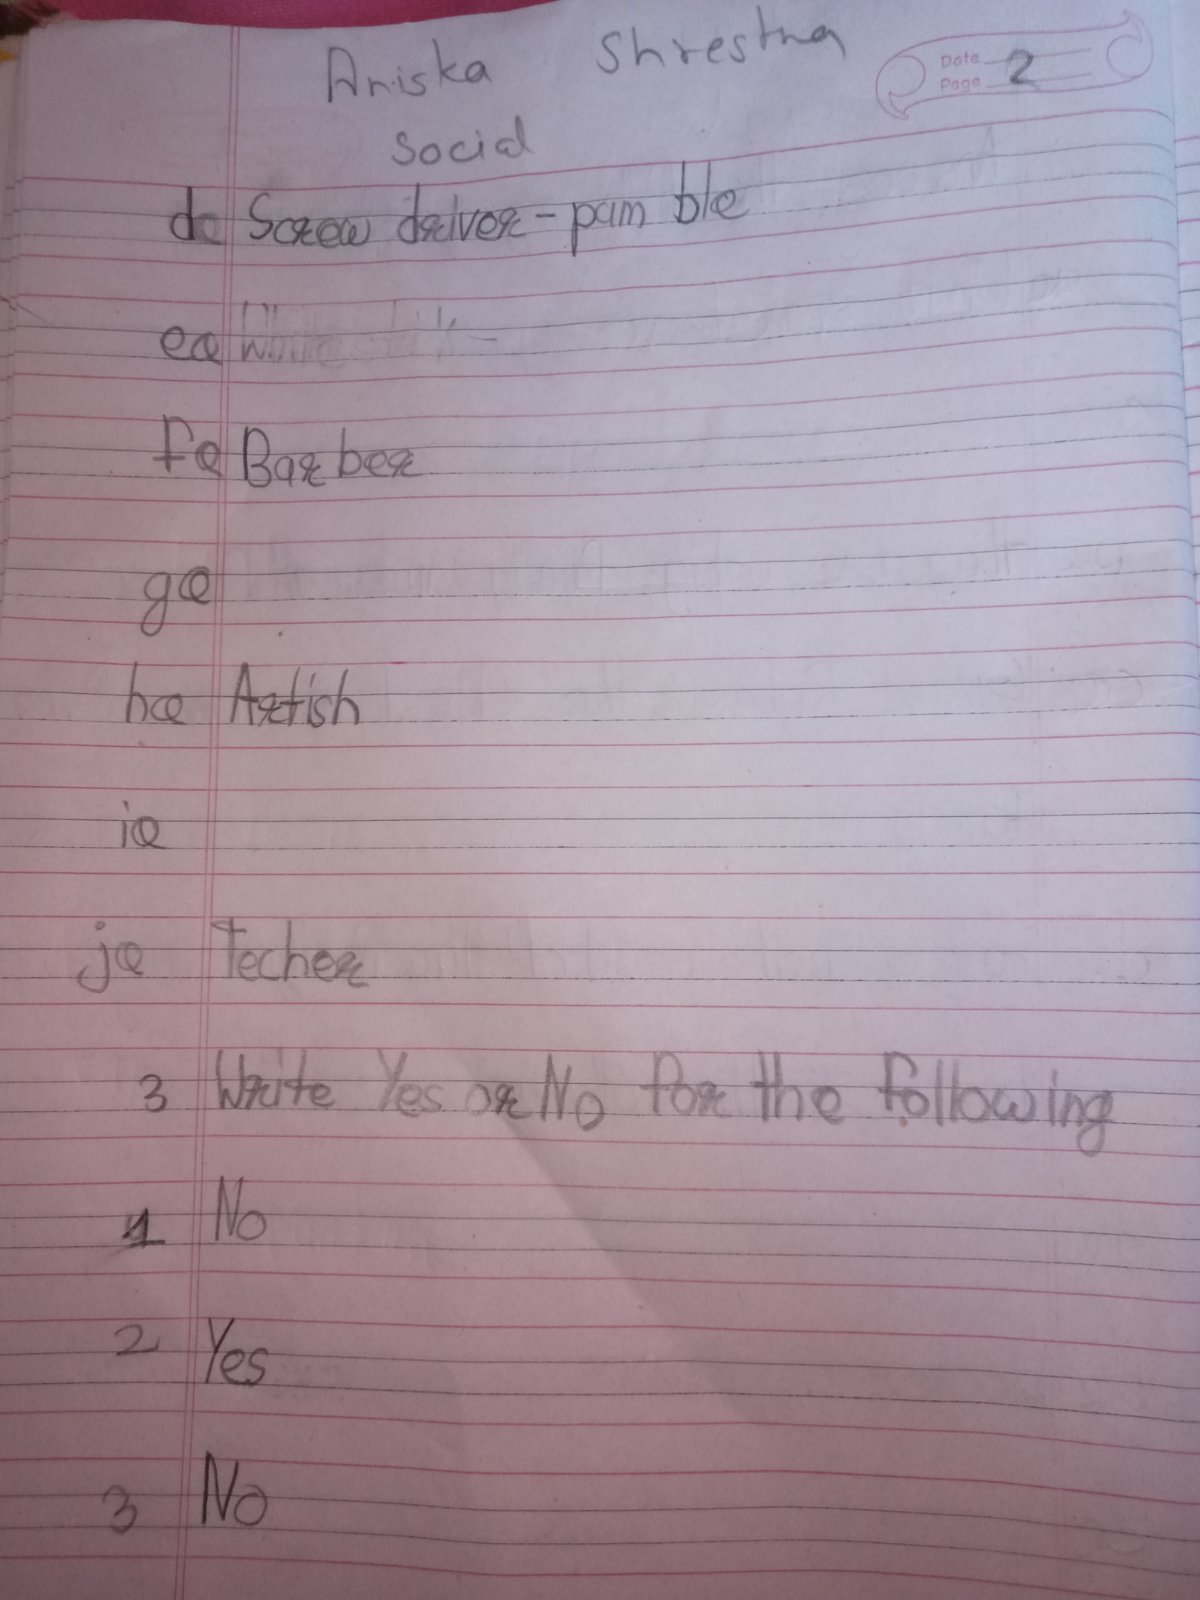 Aniska Shrestha
Date
Page 2
Social
d. Screw driver - pam ble
e.
f. Barber
g.
h. Artish
i.
j. Techer
3 Write Yes or No for the following
1 No
2 Yes
3 No